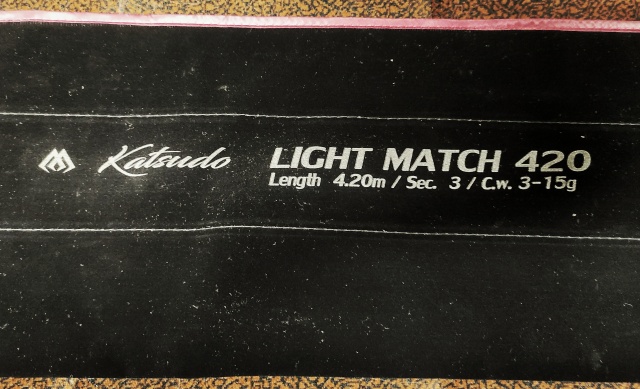 Katsudo LIGHT MATCH 420
Length 4.20m / Sec. 3 / C.w. 3-15g